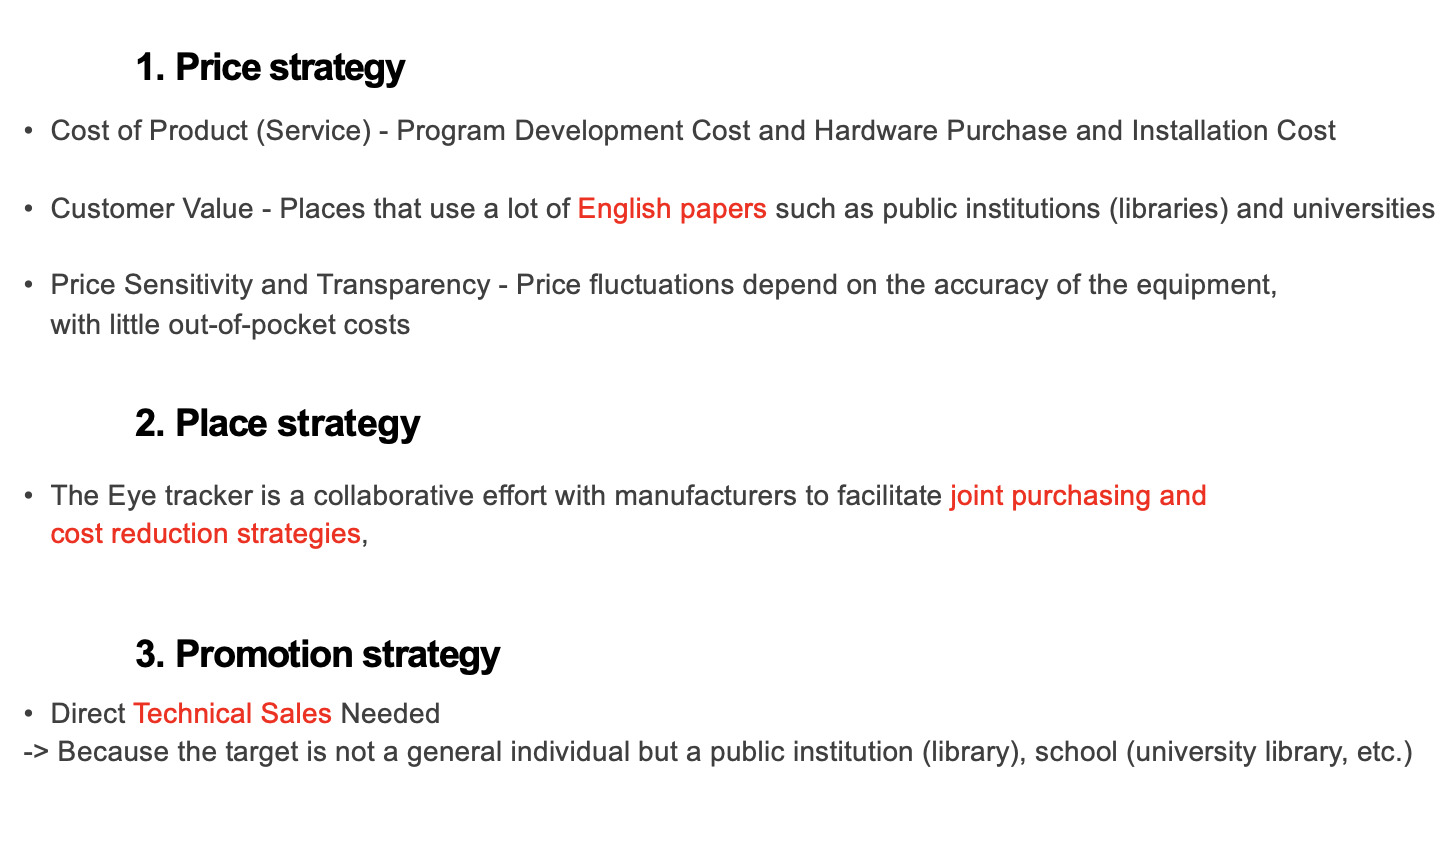 1. Price strategy
• Cost of Product (Service) - Program Development Cost and Hardware Purchase and Installation Cost
• Customer Value - Places that use a lot of English papers such as public institutions (libraries) and universities
• Price Sensitivity and Transparency - Price fluctuations depend on the accuracy of the equipment,
with little out-of-pocket costs
2. Place strategy
• The Eye tracker is a collaborative effort with manufacturers to facilitate joint purchasing and
cost reduction strategies,
3. Promotion strategy
• Direct Technical Sales Needed
-> Because the target is not a general individual but a public institution (library), school (university library, etc.)